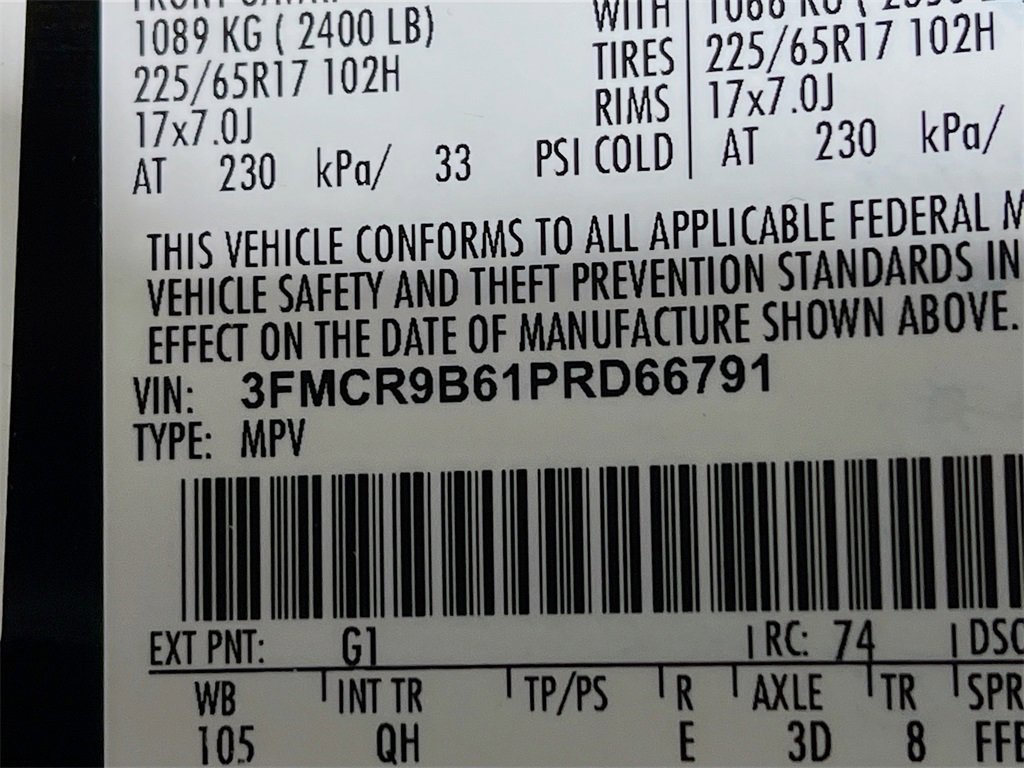 1089 KG ( 2400 LB) WITH
225/65R17 102H TIRES 225/65R17 102H
17x7.0J RIMS 17x7.0J
AT 230 kPa/ 33 PSI COLD AT 230 kPa/
THIS VEHICLE CONFORMS TO ALL APPLICABLE FEDERAL M
VEHICLE SAFETY AND THEFT PREVENTION STANDARDS IN
EFFECT ON THE DATE OF MANUFACTURE SHOWN ABOVE.
VIN: 3FMCR9B61PRD66791
TYPE: MPV
EXT PNT: G1 RC: 74 DSO
WB INT TR TP/PS R AXLE TR SPR
105 QH E 3D 8